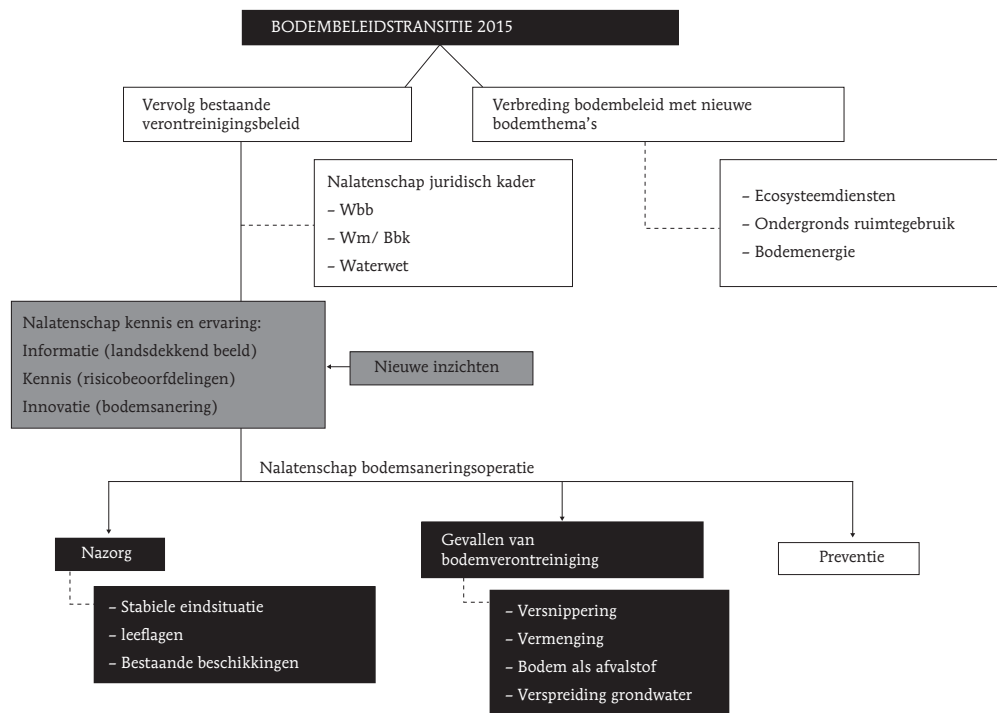 BODEMBELEIDSTRANSITIE 2015
Vervolg bestaande
verontreinigingsbeleid
Verbreding bodembeleid met nieuwe
bodemthema's
Nalatenschap juridisch kader
– Wbb
– Wm/ Bbk
– Waterwet
– Ecosysteemdiensten
– Ondergronds ruimtegebruik
– Bodemenergie
Nalatenschap kennis en ervaring:
Informatie (landsdekkend beeld)
Kennis (risicobeoorfdelingen)
Innovatie (bodemsanering)
Nieuwe inzichten
Nalatenschap bodemsaneringsoperatie
Nazorg
– Stabiele eindsituatie
– leeflagen
– Bestaande beschikkingen
Gevallen van
bodemverontreiniging
– Versnippering
– Vermenging
– Bodem als afvalstof
– Verspreiding grondwater
Preventie